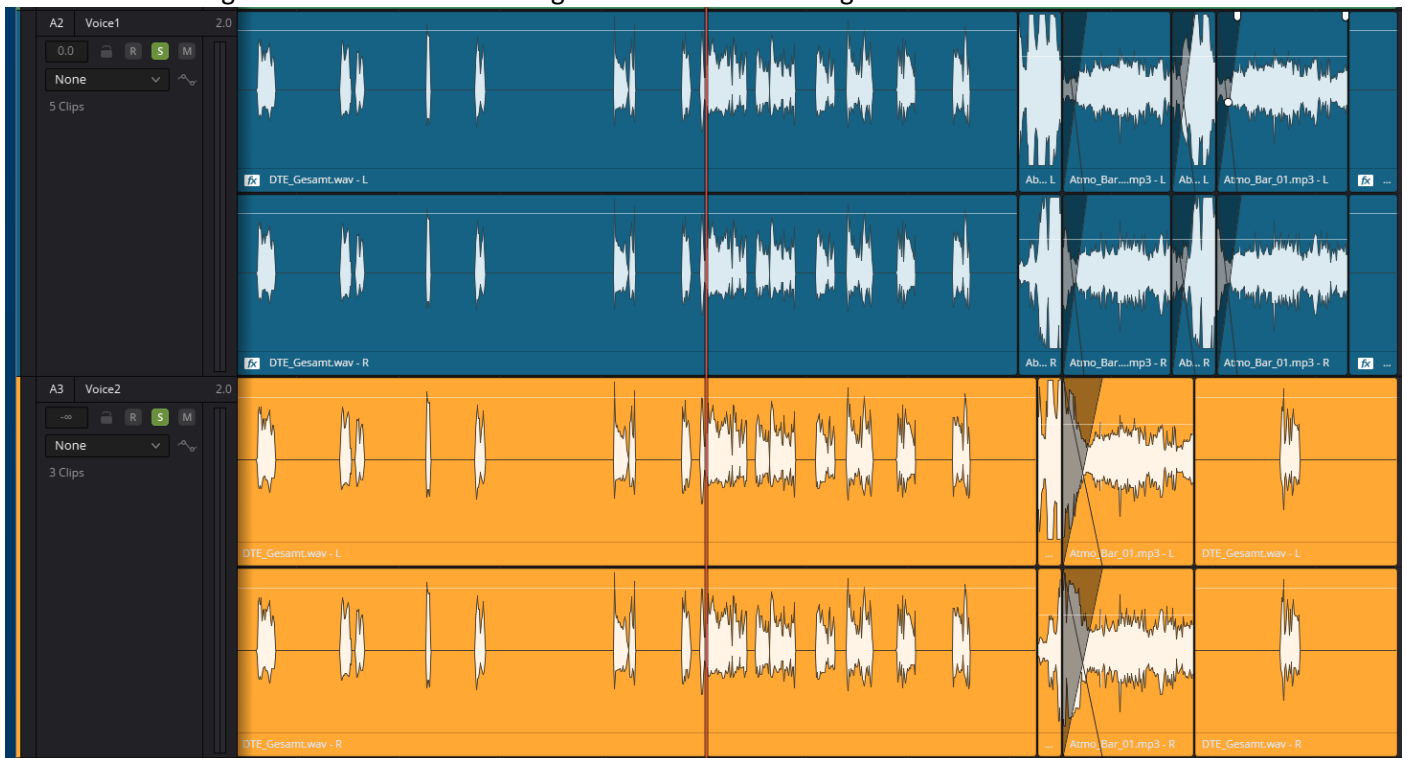 A2 Voice1 2.0
0.0 R S M
None
5 Clips
fx DTE_Gesamt.wav - L
Ab... L
Atmo_Bar....mp3 - L
Ab... L
Atmo_Bar_01.mp3 - L
fx ...
fx DTE_Gesamt.wav - R
Ab... R
Atmo_Bar....mp3 - R
Ab... R
Atmo_Bar_01.mp3 - R
fx ...
A3 Voice2 2.0
-∞ R S M
None
3 Clips
DTE_Gesamt.wav - L
...
Atmo_Bar_01.mp3 - L
DTE_Gesamt.wav - L
DTE_Gesamt.wav - R
...
Atmo_Bar_01.mp3 - R
DTE_Gesamt.wav - R